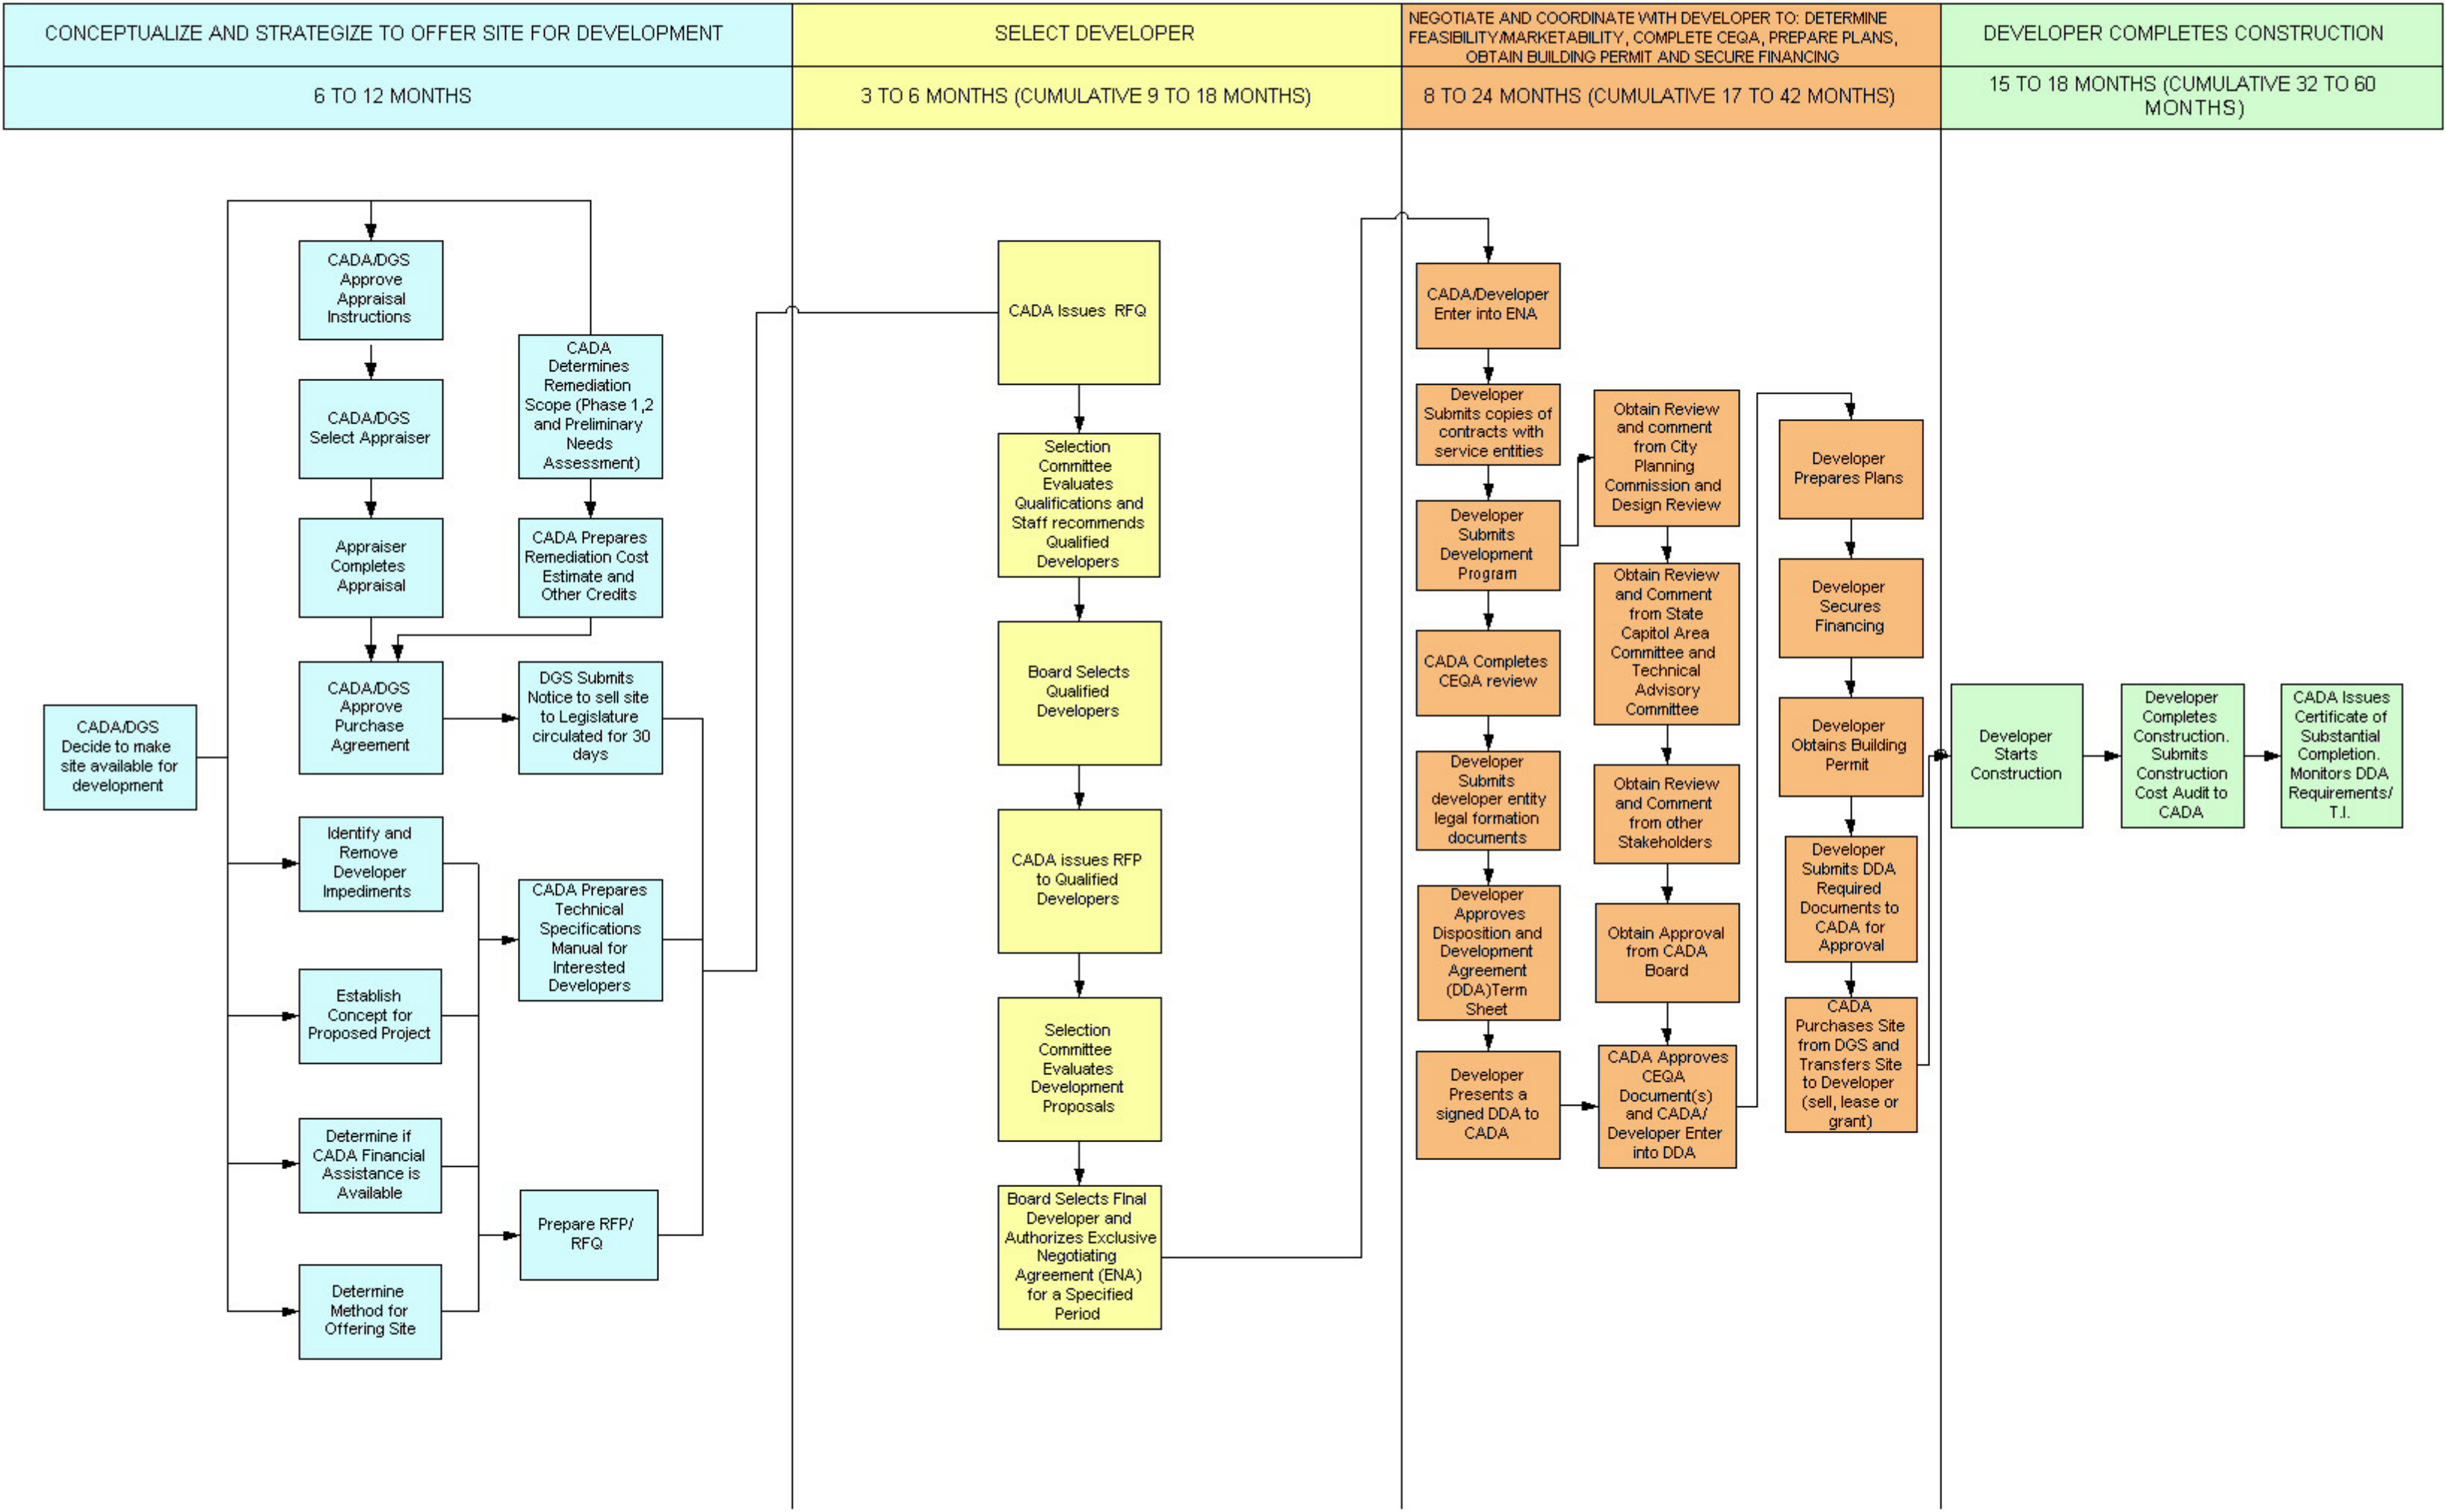 CONCEPTUALIZE AND STRATEGIZE TO OFFER SITE FOR DEVELOPMENT
6 TO 12 MONTHS
SELECT DEVELOPER
3 TO 6 MONTHS (CUMULATIVE 9 TO 18 MONTHS)
NEGOTIATE AND COORDINATE WITH DEVELOPER TO: DETERMINE
FEASIBILITY/MARKETABILITY, COMPLETE CEQA, PREPARE PLANS,
OBTAIN BUILDING PERMIT AND SECURE FINANCING
8 TO 24 MONTHS (CUMULATIVE 17 TO 42 MONTHS)
DEVELOPER COMPLETES CONSTRUCTION
15 TO 18 MONTHS (CUMULATIVE 32 TO 60
MONTHS)
CADA/DGS
Decide to make
site available for
development
CADA/DGS
Approve
Appraisal
Instructions
CADA/DGS
Select Appraiser
Appraiser
Completes
Appraisal
CADA/DGS
Approve
Purchase
Agreement
Identify and
Remove
Developer
Impediments
Establish
Concept for
Proposed Project
Determine if
CADA Financial
Assistance is
Available
Determine
Method for
Offering Site
CADA
Determines
Remediation
Scope (Phase 1,2
and Preliminary
Needs
Assessment)
CADA Prepares
Remediation Cost
Estimate and
Other Credits
DGS Submits
Notice to sell site
to Legislature
circulated for 30
days
CADA Prepares
Technical
Specifications
Manual for
Interested
Developers
Prepare RFP/
RFQ
CADA Issues RFQ
Selection
Committee
Evaluates
Qualifications and
Staff recommends
Qualified
Developers
Board Selects
Qualified
Developers
CADA issues RFP
to Qualified
Developers
Selection
Committee
Evaluates
Development
Proposals
Board Selects FInal
Developer and
Authorizes Exclusive
Negotiating
Agreement (ENA)
for a Specified
Period
CADA/Developer
Enter into ENA
Developer
Submits copies of
contracts with
service entities
Developer
Submits
Development
Program
CADA Completes
CEQA review
Developer
Submits
developer entity
legal formation
documents
Developer
Approves
Disposition and
Development
Agreement
(DDA)Term
Sheet
Developer
Presents a
signed DDA to
CADA
Obtain Review
and comment
from City
Planning
Commission and
Design Review
Obtain Review
and Comment
from State
Capitol Area
Committee and
Technical
Advisory
Committee
Obtain Review
and Comment
from other
Stakeholders
Obtain Approval
from CADA
Board
CADA Approves
CEQA
Document(s)
and CADA/
Developer Enter
into DDA
Developer
Prepares Plans
Developer
Secures
Financing
Developer
Obtains Building
Permit
Developer
Submits DDA
Required
Documents to
CADA for
Approval
CADA
Purchases Site
from DGS and
Transfers Site
to Developer
(sell, lease or
grant)
Developer
Starts
Construction
Developer
Completes
Construction.
Submits
Construction
Cost Audit to
CADA
CADA Issues
Certificate of
Substantial
Completion.
Monitors DDA
Requirements/
T.I.